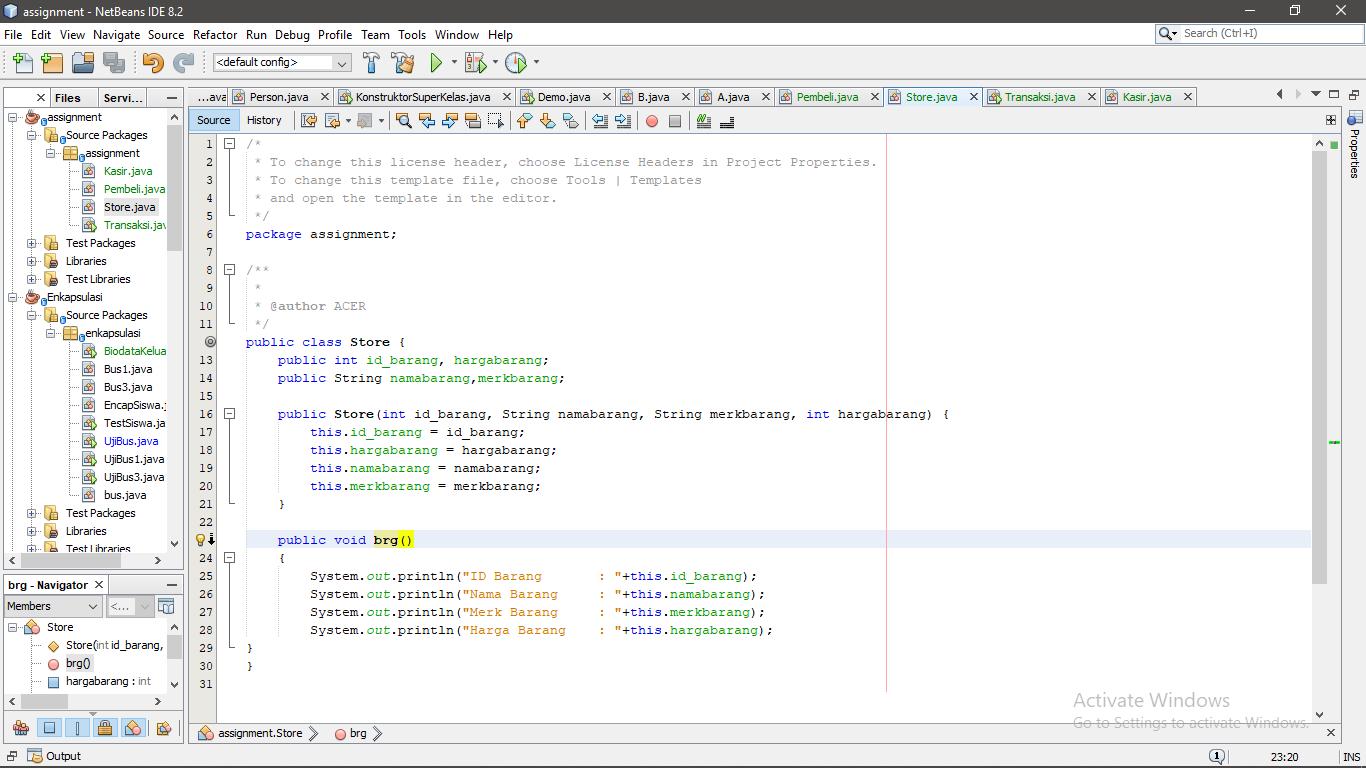 assignment - NetBeans IDE 8.2
File Edit View Navigate Source Refactor Run Debug Profile Team Tools Window Help
Search (Ctrl+I)
<default config>
Files Servi...
...ava Person.java KonstruktorSuperKelas.java Demo.java B.java A.java Pembeli.java Store.java Transaksi.java Kasir.java
Source History
Properties
assignment
Source Packages
assignment
Kasir.java
Pembeli.java
Store.java
Transaksi.jav
Test Packages
Libraries
Test Libraries
Enkapsulasi
Source Packages
enkapsulasi
BiodataKelua
Bus1.java
Bus3.java
EncapSiswa.j
TestSiswa.ja
UjiBus.java
UjiBus1.java
UjiBus3.java
bus.java
Test Packages
Libraries
Test Libraries
brg - Navigator
Members <...
Store
Store(int id_barang,
brg()
hargabarang : int
1 /*
2 * To change this license header, choose License Headers in Project Properties.
3 * To change this template file, choose Tools | Templates
4 * and open the template in the editor.
5 */
6 package assignment;
7
8 /**
9 *
10 * @author ACER
11 */
public class Store {
13 public int id_barang, hargabarang;
14 public String namabarang,merkbarang;
15
16 public Store(int id_barang, String namabarang, String merkbarang, int hargabarang) {
17 this.id_barang = id_barang;
18 this.hargabarang = hargabarang;
19 this.namabarang = namabarang;
20 this.merkbarang = merkbarang;
21 }
22
public void brg()
24 {
25 System.out.println("ID Barang       : "+this.id_barang);
26 System.out.println("Nama Barang     : "+this.namabarang);
27 System.out.println("Merk Barang     : "+this.merkbarang);
28 System.out.println("Harga Barang    : "+this.hargabarang);
29 }
30 }
31
Activate Windows
Go to Settings to activate Windows.
assignment.Store brg
Output
1
23:20
INS